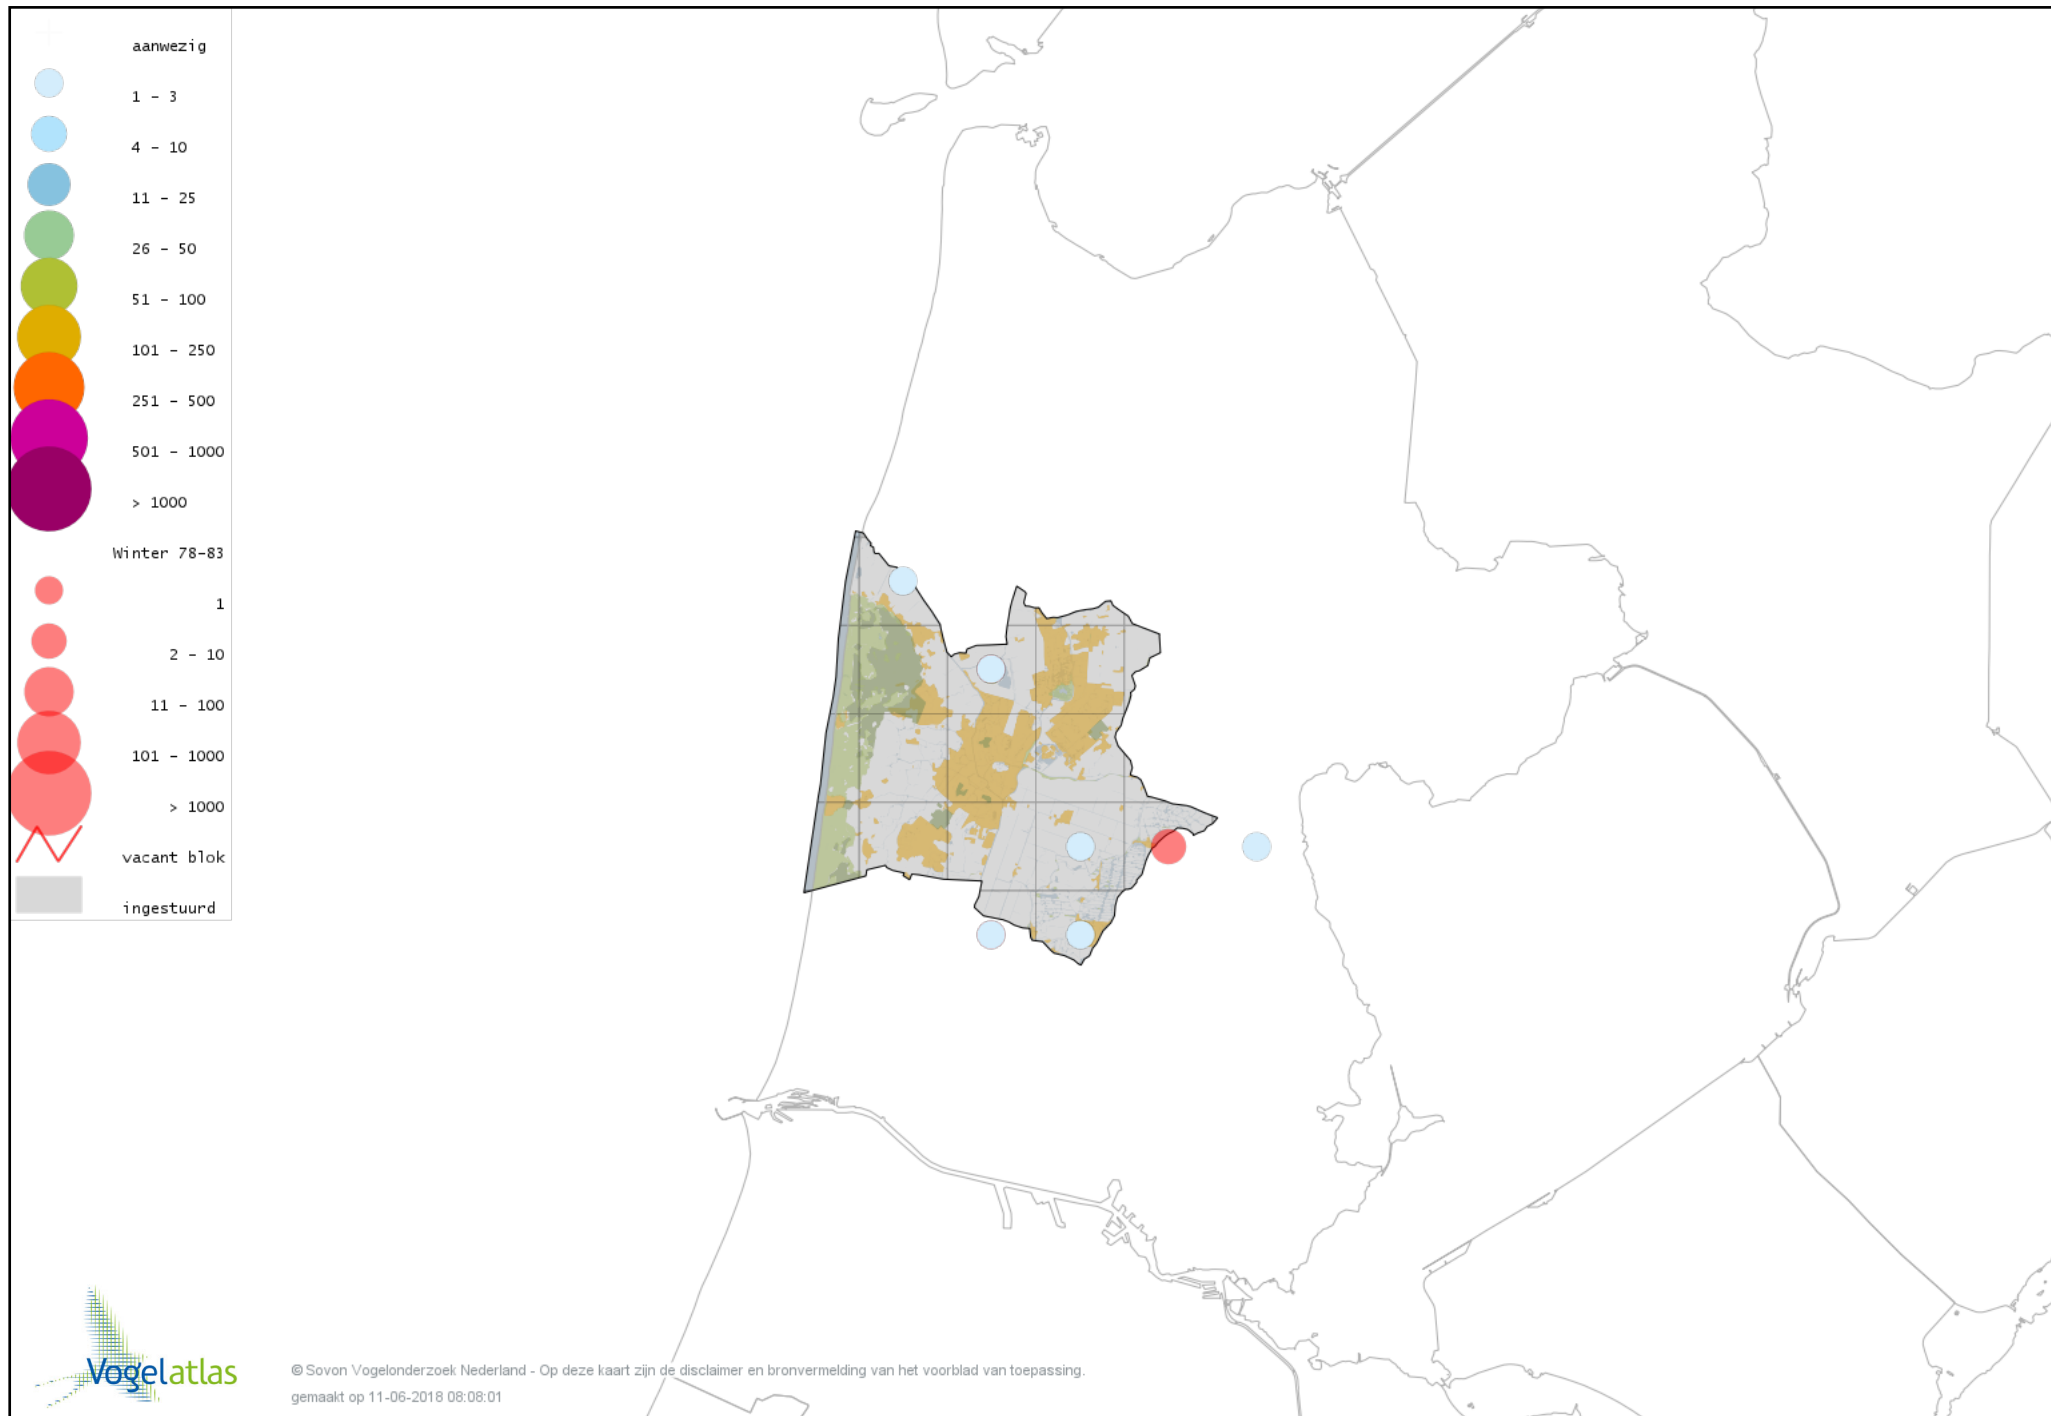 aanwezig
1 - 3
4 - 10
11 - 25
26 - 50
51 - 100
101 - 250
251 - 500
501 - 1000
> 1000
Winter 78-83
1
2 - 10
11 - 100
101 - 1000
> 1000
vacant blok
ingestuurd
Vogelatlas
© Sovon Vogelonderzoek Nederland - Op deze kaart zijn de disclaimer en bronvermelding van het voorblad van toepassing.
gemaakt op 11-06-2018 08:08:01